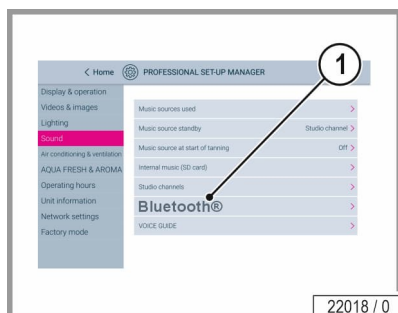 < Home PROFESSIONAL SET-UP MANAGER
1
Display & operation
Videos & images
Lighting
Sound
Air conditioning & ventilation
AQUA FRESH & AROMA
Operating hours
Unit information
Network settings
Factory mode
Music sources used >
Music source standby Studio channel >
Music source at start of tanning Off >
Internal music (SD card) >
Studio channels >
Bluetooth® >
VOICE GUIDE >
22018 / 0